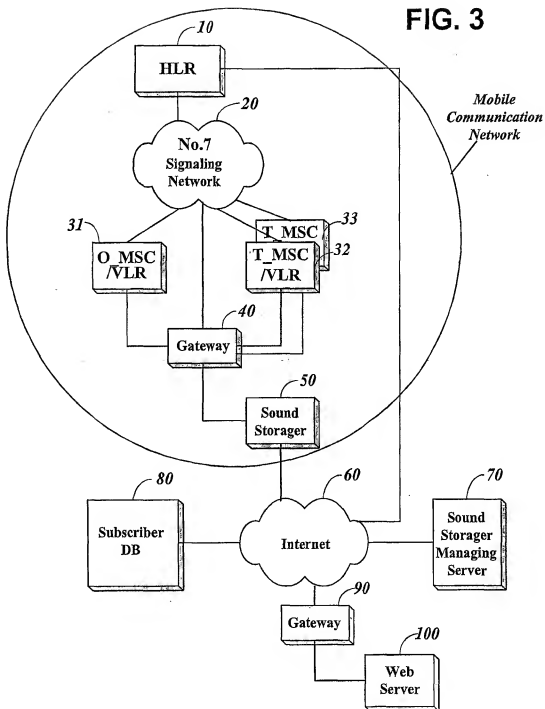 FIG. 3
10
HLR
20
Mobile
Communication
Network
No.7
Signaling
Network
31
33
T_MSC
32
O_MSC
/VLR
T_MSC
/VLR
40
Gateway
50
Sound
Storager
80
60
70
Subscriber
DB
Internet
Sound
Storager
Managing
Server
90
Gateway
100
Web
Server